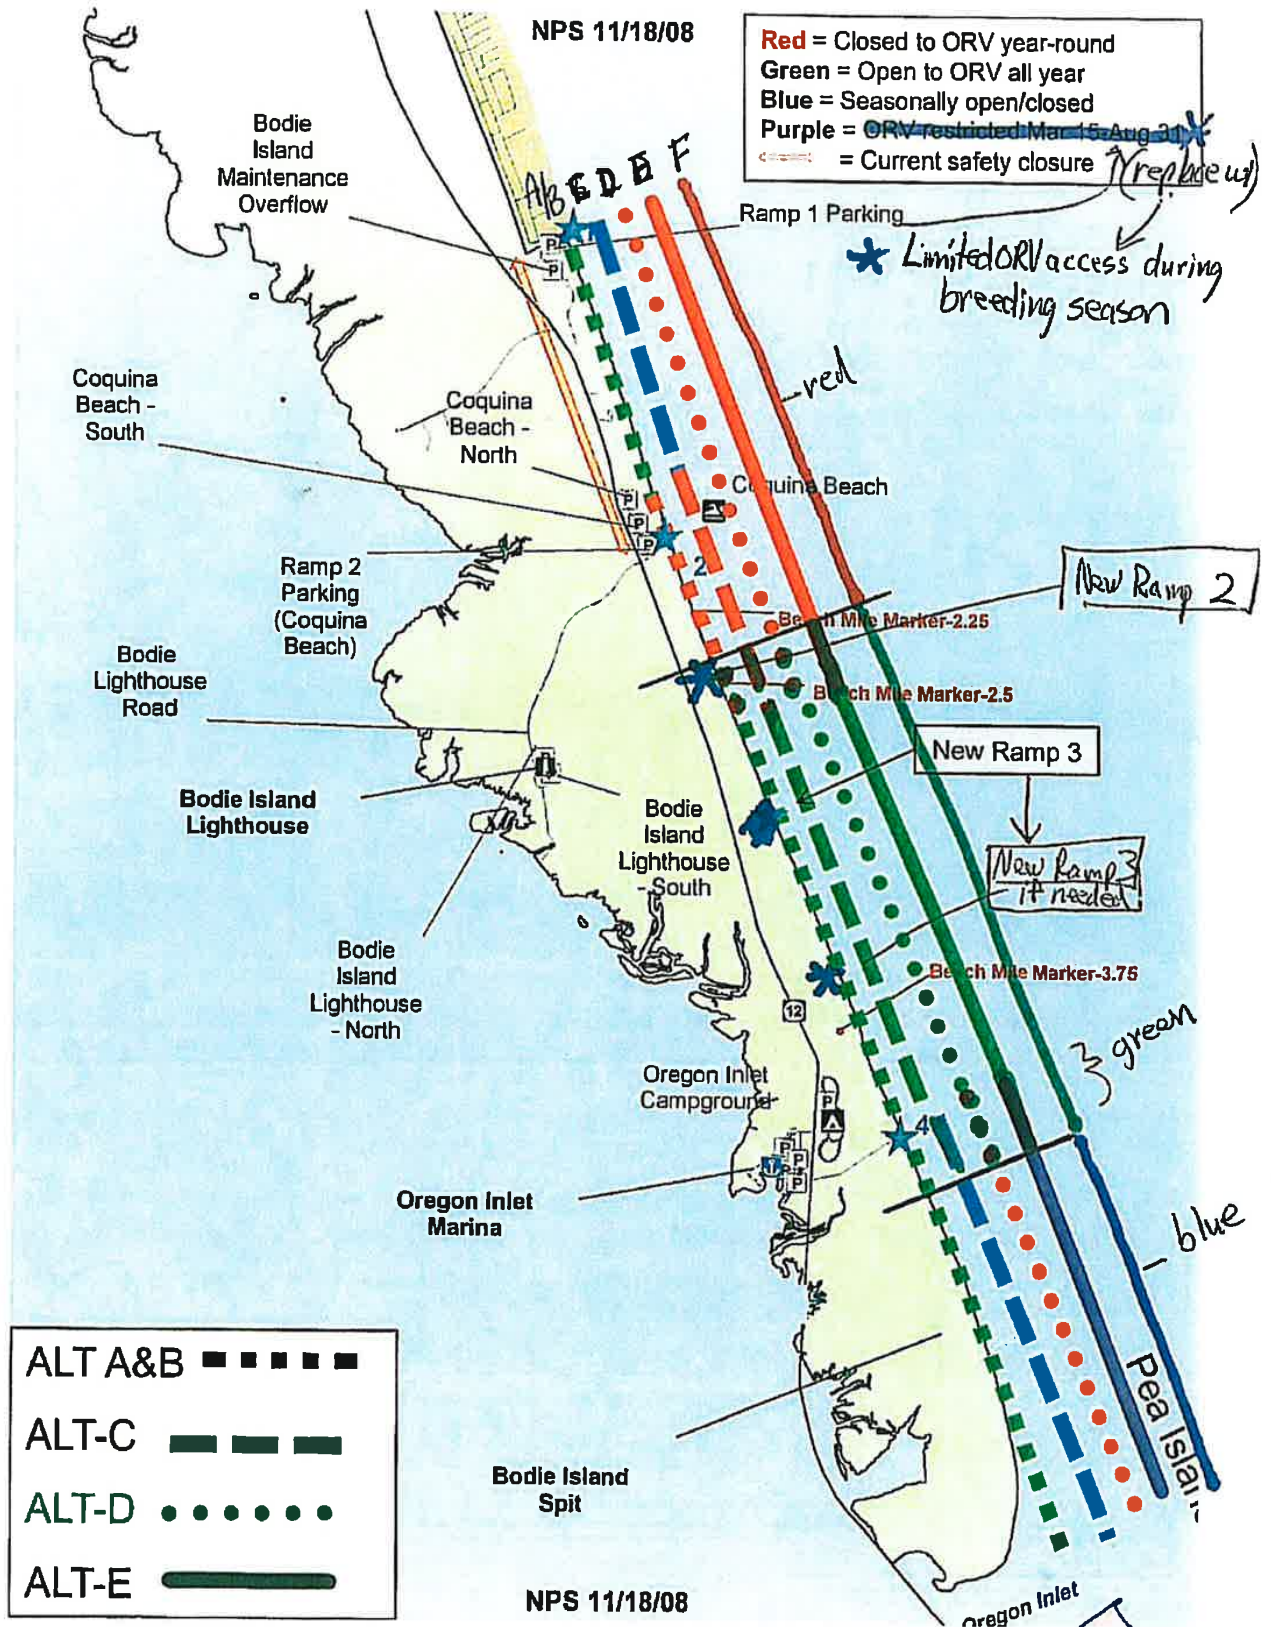 NPS 11/18/08
Red = Closed to ORV year-round
Green = Open to ORV all year
Blue = Seasonally open/closed
Purple = ORV restricted Mar 15-Aug 31
= Current safety closure
(replace w/)
Limited ORV access during
breeding season
A/B C D E F
Bodie
Island
Maintenance
Overflow
P
P
1
Ramp 1 Parking
red
Coquina
Beach -
South
Coquina
Beach -
North
P
P
P
Coquina Beach
2
Ramp 2
Parking
(Coquina
Beach)
New Ramp 2
Beach Mile Marker-2.25
Beach Mile Marker-2.5
Bodie
Lighthouse
Road
New Ramp 3
Bodie Island
Lighthouse
Bodie
Island
Lighthouse
- South
New Ramp 3
if needed
Bodie
Island
Lighthouse
- North
Beach Mile Marker-3.75
12
green
Oregon Inlet
Campground
P
4
P
P
P
P
Oregon Inlet
Marina
blue
Pea Islan
ALT A&B
ALT-C
ALT-D
ALT-E
Bodie Island
Spit
NPS 11/18/08
Oregon Inlet